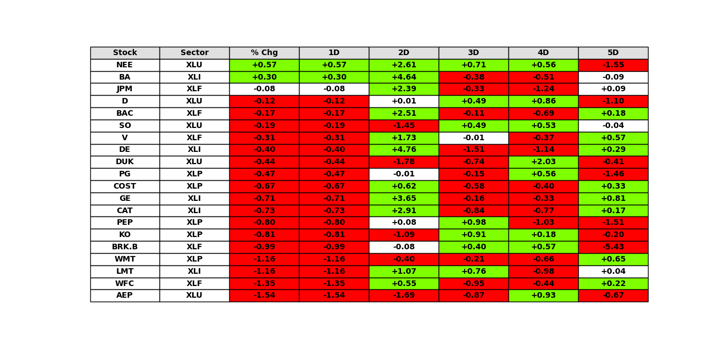 Stock Sector % Chg 1D 2D 3D 4D 5D
NEE XLU +0.57 +0.57 +2.61 +0.71 +0.56 -1.55
BA XLI +0.30 +0.30 +4.64 -0.38 -0.51 -0.09
JPM XLF -0.08 -0.08 +2.39 -0.33 -1.24 +0.09
D XLU -0.12 -0.12 +0.01 +0.49 +0.86 -1.10
BAC XLF -0.17 -0.17 +2.51 -0.11 -0.69 +0.18
SO XLU -0.19 -0.19 -1.45 +0.49 +0.53 -0.04
V XLF -0.31 -0.31 +1.73 -0.01 -0.37 +0.57
DE XLI -0.40 -0.40 +4.76 -1.51 -1.14 +0.29
DUK XLU -0.44 -0.44 -1.78 -0.74 +2.03 -0.41
PG XLP -0.47 -0.47 -0.01 -0.15 +0.56 -1.46
COST XLP -0.67 -0.67 +0.62 -0.58 -0.40 +0.33
GE XLI -0.71 -0.71 +3.65 -0.16 -0.33 +0.81
CAT XLI -0.73 -0.73 +2.91 -0.84 -0.77 +0.17
PEP XLP -0.80 -0.80 +0.08 +0.98 -1.03 -1.51
KO XLP -0.81 -0.81 -1.09 +0.91 +0.18 -0.20
BRK.B XLF -0.99 -0.99 -0.08 +0.40 +0.57 -5.43
WMT XLP -1.16 -1.16 -0.40 -0.21 -0.66 +0.65
LMT XLI -1.16 -1.16 +1.07 +0.76 -0.98 +0.04
WFC XLF -1.35 -1.35 +0.55 -0.95 -0.44 +0.22
AEP XLU -1.54 -1.54 -1.69 -0.87 +0.93 -0.67